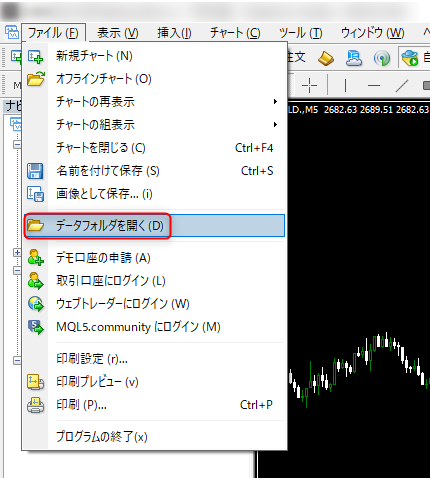 ファイル (F) 表示 (V) 挿入(I) チャート (C) ツール (T) ウィンドウ (W)
新規チャート (N)
オフラインチャート (O)
チャートの再表示
チャートの組表示
チャートを閉じる (C) Ctrl+F4
名前を付けて保存 (S) Ctrl+S
画像として保存... (i)
データフォルダを開く(D)
デモ口座の申請 (A)
取引口座にログイン (L)
ウェブトレーダーにログイン (W)
MQL5.community にログイン (M)
印刷設定 (r)...
印刷プレビュー (v)
印刷 (P)... Ctrl+P
プログラムの終了(x)
注文
自
M
ナビ
LD.,M5 2682.63 2689.51 2682.63